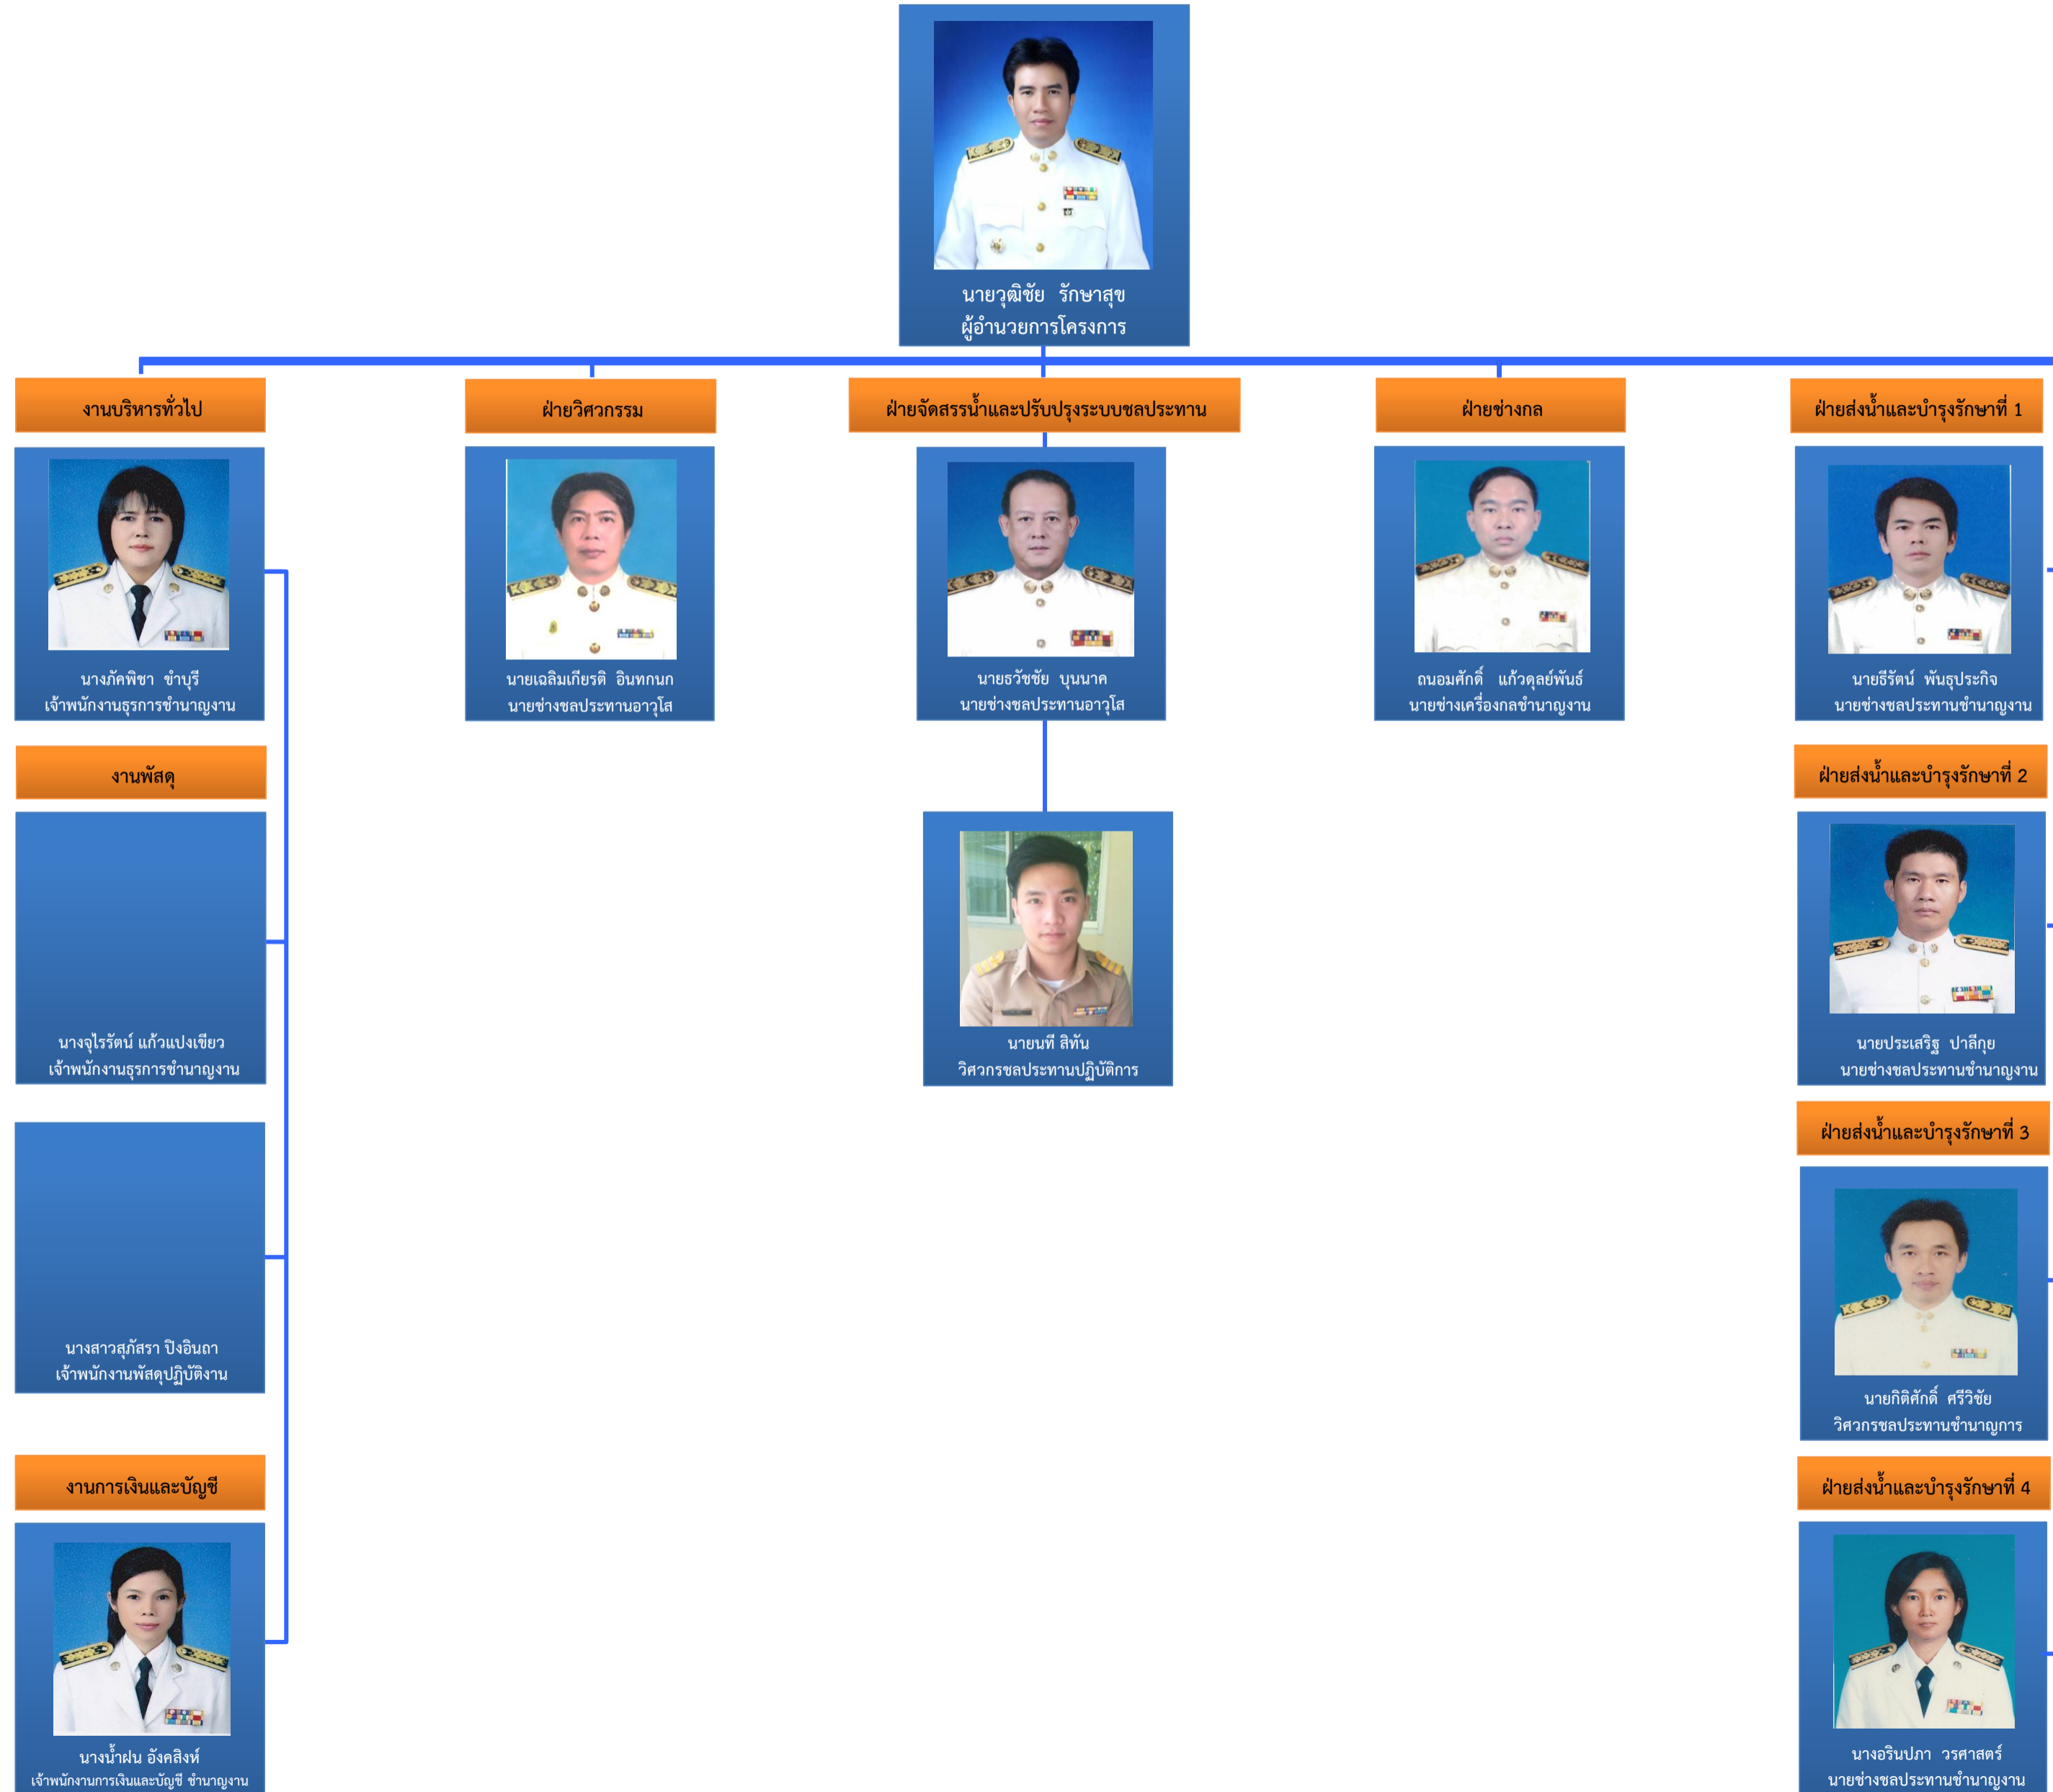 นายวุฒิชัย รักษาสุข
ผู้อำนวยการโครงการ
งานบริหารทั่วไป
ฝ่ายวิศวกรรม
ฝ่ายจัดสรรน้ำและปรับปรุงระบบชลประทาน
ฝ่ายช่างกล
ฝ่ายส่งน้ำและบำรุงรักษาที่ 1
นางภัคพิชา ขำบุรี
เจ้าพนักงานธุรการชำนาญงาน
นายเฉลิมเกียรติ อินทกนก
นายช่างชลประทานอาวุโส
นายธวัชชัย บุนนาค
นายช่างชลประทานอาวุโส
ถนอมศักดิ์ แก้วดุลย์พันธ์
นายช่างเครื่องกลชำนาญงาน
นายธีรัตน์ พันธุประกิจ
นายช่างชลประทานชำนาญงาน
งานพัสดุ
ฝ่ายส่งน้ำและบำรุงรักษาที่ 2
นางจุไรรัตน์ แก้วแปงเขียว
เจ้าพนักงานธุรการชำนาญงาน
นายนที สิทัน
วิศวกรชลประทานปฏิบัติการ
นายประเสริฐ ปาลีกุย
นายช่างชลประทานชำนาญงาน
ฝ่ายส่งน้ำและบำรุงรักษาที่ 3
นางสาวสุภัสรา ปิงอินถา
เจ้าพนักงานพัสดุปฏิบัติงาน
นายกิติศักดิ์ ศรีวิชัย
วิศวกรชลประทานชำนาญการ
งานการเงินและบัญชี
ฝ่ายส่งน้ำและบำรุงรักษาที่ 4
นางน้ำฝน อังคสิงห์
เจ้าพนักงานการเงินและบัญชี ชำนาญงาน
นางอรินปภา วรศาสตร์
นายช่างชลประทานชำนาญงาน